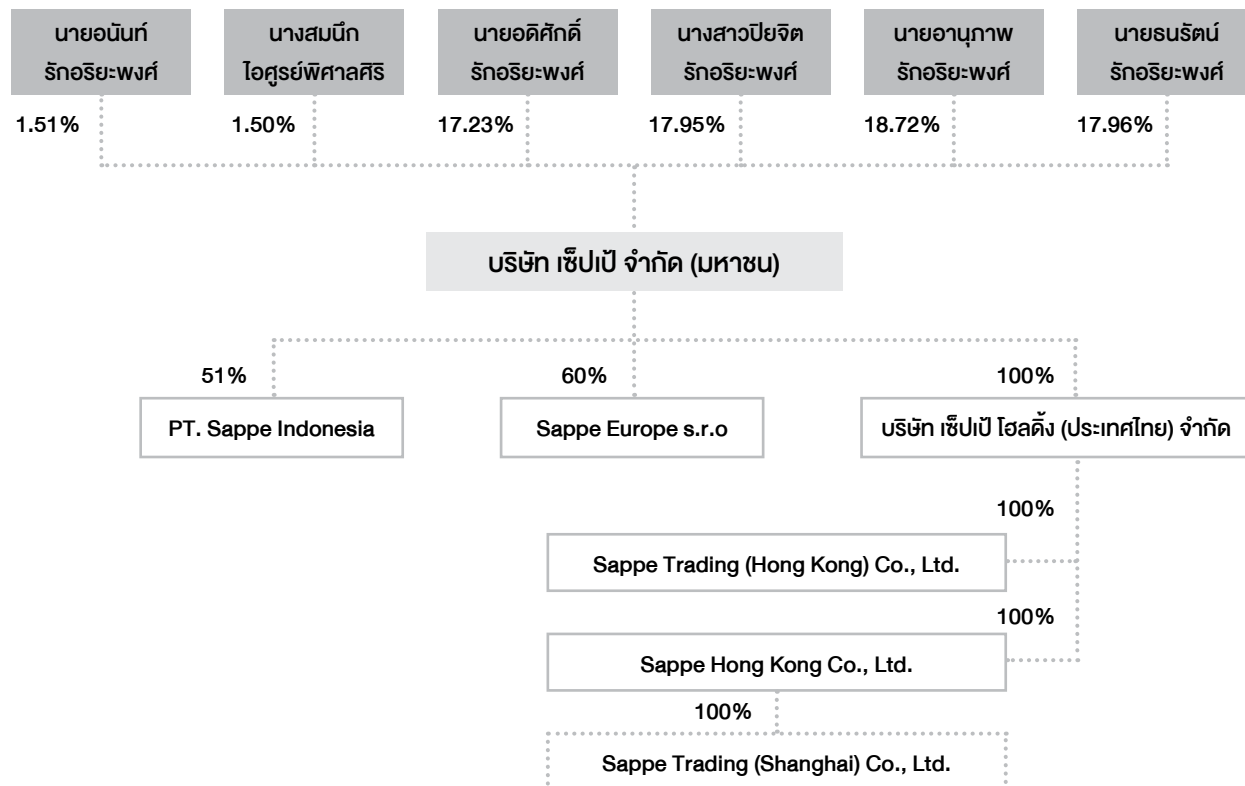 นายอนันท์
รักอริยะพงศ์
นางสมนึก
ไอศูรย์พิศาลศิริ
นายอดิศักดิ์
รักอริยะพงศ์
นางสาวปิยจิต
รักอริยะพงศ์
นายอานุภาพ
รักอริยะพงศ์
นายธนรัตน์
รักอริยะพงศ์
1.51%
1.50%
17.23%
17.95%
18.72%
17.96%
บริษัท เซ็ปเป้ จำกัด (มหาชน)
51%
60%
100%
PT. Sappe Indonesia
Sappe Europe s.r.o
บริษัท เซ็ปเป้ โฮลดิ้ง (ประเทศไทย) จำกัด
100%
Sappe Trading (Hong Kong) Co., Ltd.
100%
Sappe Hong Kong Co., Ltd.
100%
Sappe Trading (Shanghai) Co., Ltd.